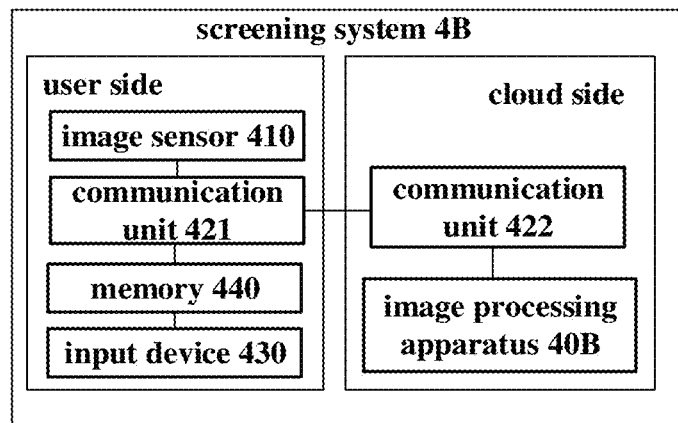 screening system 4B
user side
image sensor 410
communication
unit 421
memory 440
input device 430
cloud side
communication
unit 422
image processing
apparatus 40B